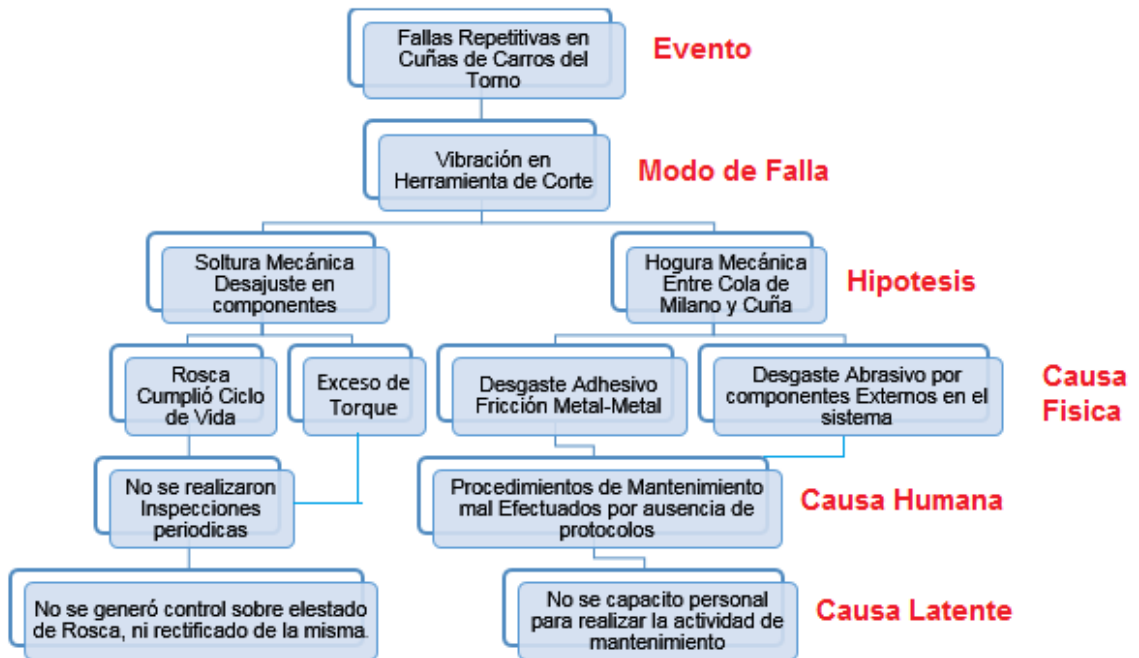 Fallas Repetitivas en
Cuñas de Carros del
Torno
Evento
Vibración en
Herramienta de Corte
Modo de Falla
Soltura Mecánica
Desajuste en
componentes
Hogura Mecánica
Entre Cola de
Milano y Cuña
Hipotesis
Rosca
Cumplió Ciclo
de Vida
Exceso de
Torque
Desgaste Adhesivo
Fricción Metal-Metal
Desgaste Abrasivo por
componentes Externos en el
sistema
Causa
Fisica
No se realizaron
Inspecciones
periodicas
Procedimientos de Mantenimiento
mal Efectuados por ausencia de
protocolos
Causa Humana
No se generó control sobre elestado
de Rosca, ni rectificado de la misma.
No se capacito personal
para realizar la actividad de
mantenimiento
Causa Latente